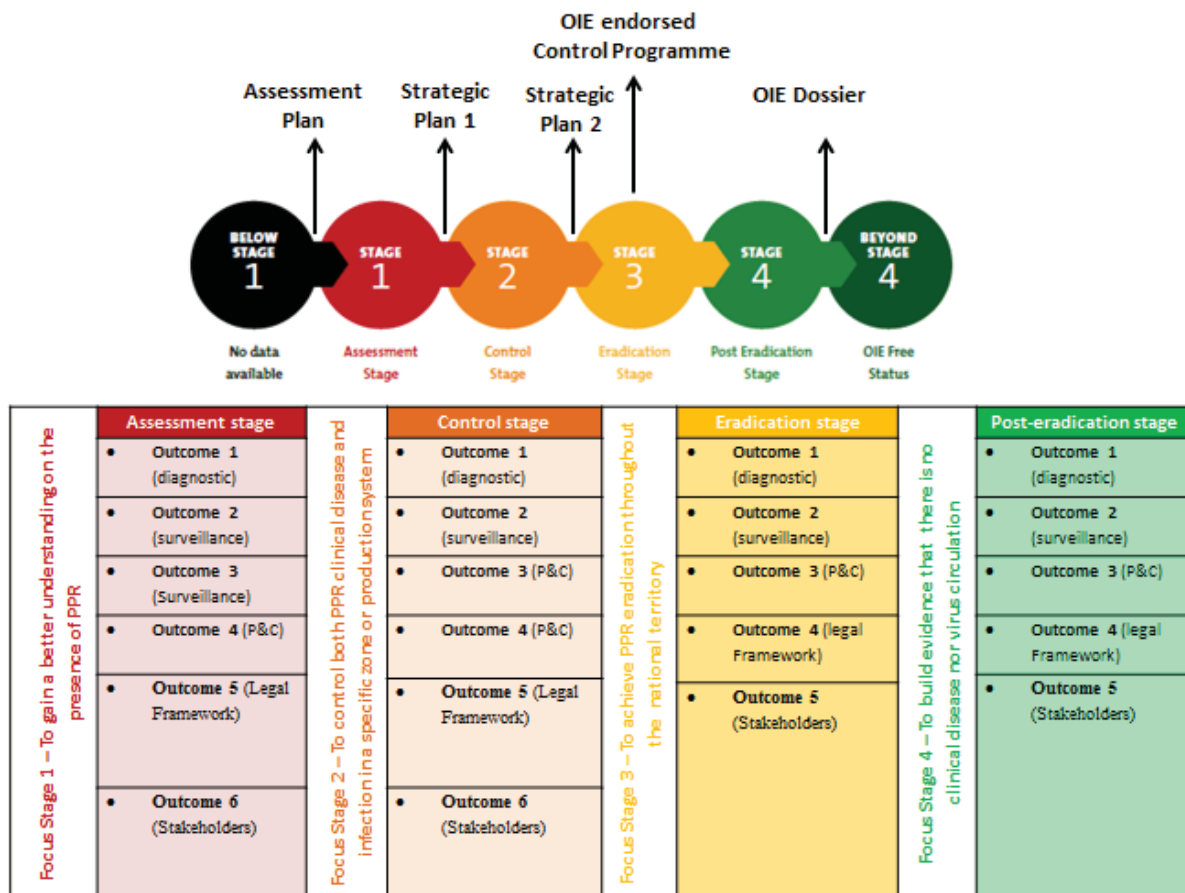 OIE endorsed
Control Programme
Assessment
Plan
Strategic
Plan 1
Strategic
Plan 2
OIE Dossier
BELOW
STAGE
1
STAGE
1
STAGE
2
STAGE
3
STAGE
4
BEYOND
STAGE
4
No data
available
Assessment
Stage
Control
Stage
Eradication
Stage
Post Eradication
Stage
OIE Free
Status
Focus Stage 1 – To gain a better understanding on the
presence of PPR
Assessment stage
• Outcome 1
(diagnostic)
• Outcome 2
(surveillance)
• Outcome 3
(Surveillance)
• Outcome 4 (P&C)
• Outcome 5 (Legal
Framework)
• Outcome 6
(Stakeholders)
Focus Stage 2 – To control both PPR clinical disease and
infection in a specific zone or production system
Control stage
• Outcome 1
(diagnostic)
• Outcome 2
(surveillance)
• Outcome 3 (P&C)
• Outcome 4 (P&C)
• Outcome 5 (Legal
Framework)
• Outcome 6
(Stakeholders)
Focus Stage 3 – To achieve PPR eradication throughout
the national territory
Eradication stage
• Outcome 1
(diagnostic)
• Outcome 2
(surveillance)
• Outcome 3 (P&C)
• Outcome 4 (legal
Framework)
• Outcome 5
(Stakeholders)
Focus Stage 4 – To build evidence that there is no
clinical disease nor virus circulation
Post-eradication stage
• Outcome 1
(diagnostic)
• Outcome 2
(surveillance)
• Outcome 3 (P&C)
• Outcome 4 (legal
Framework)
• Outcome 5
(Stakeholders)